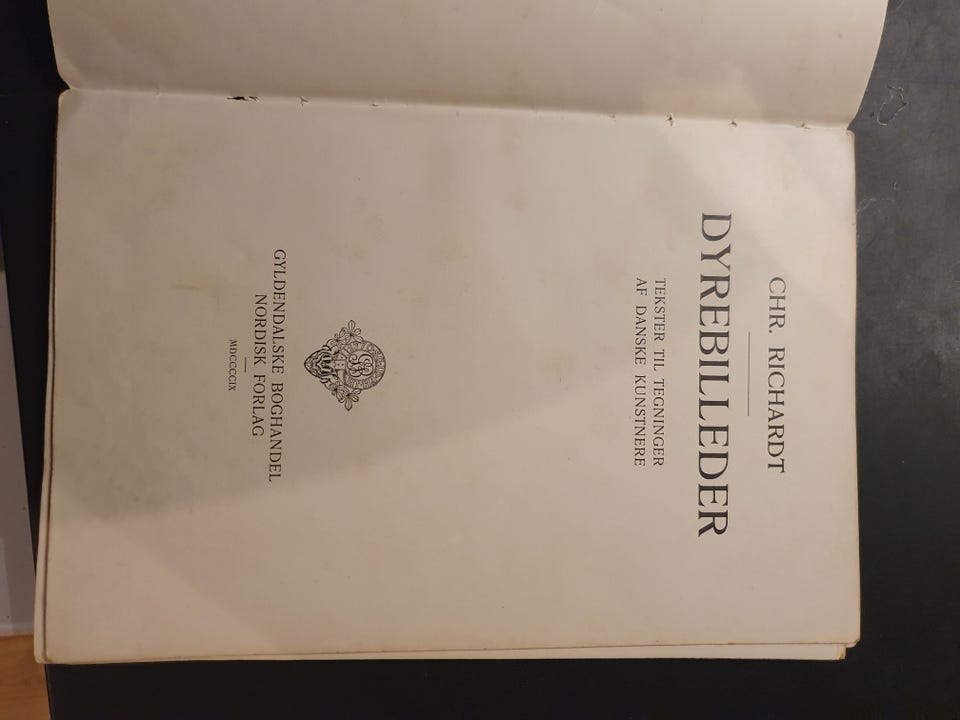 CHR. RICHARDT
DYREBILLEDER
TEKSTER TIL TEGNINGER
AF DANSKE KUNSTNERE
GYLDENDALSKE BOGHANDEL
NORDISK FORLAG
MDCCCCIX